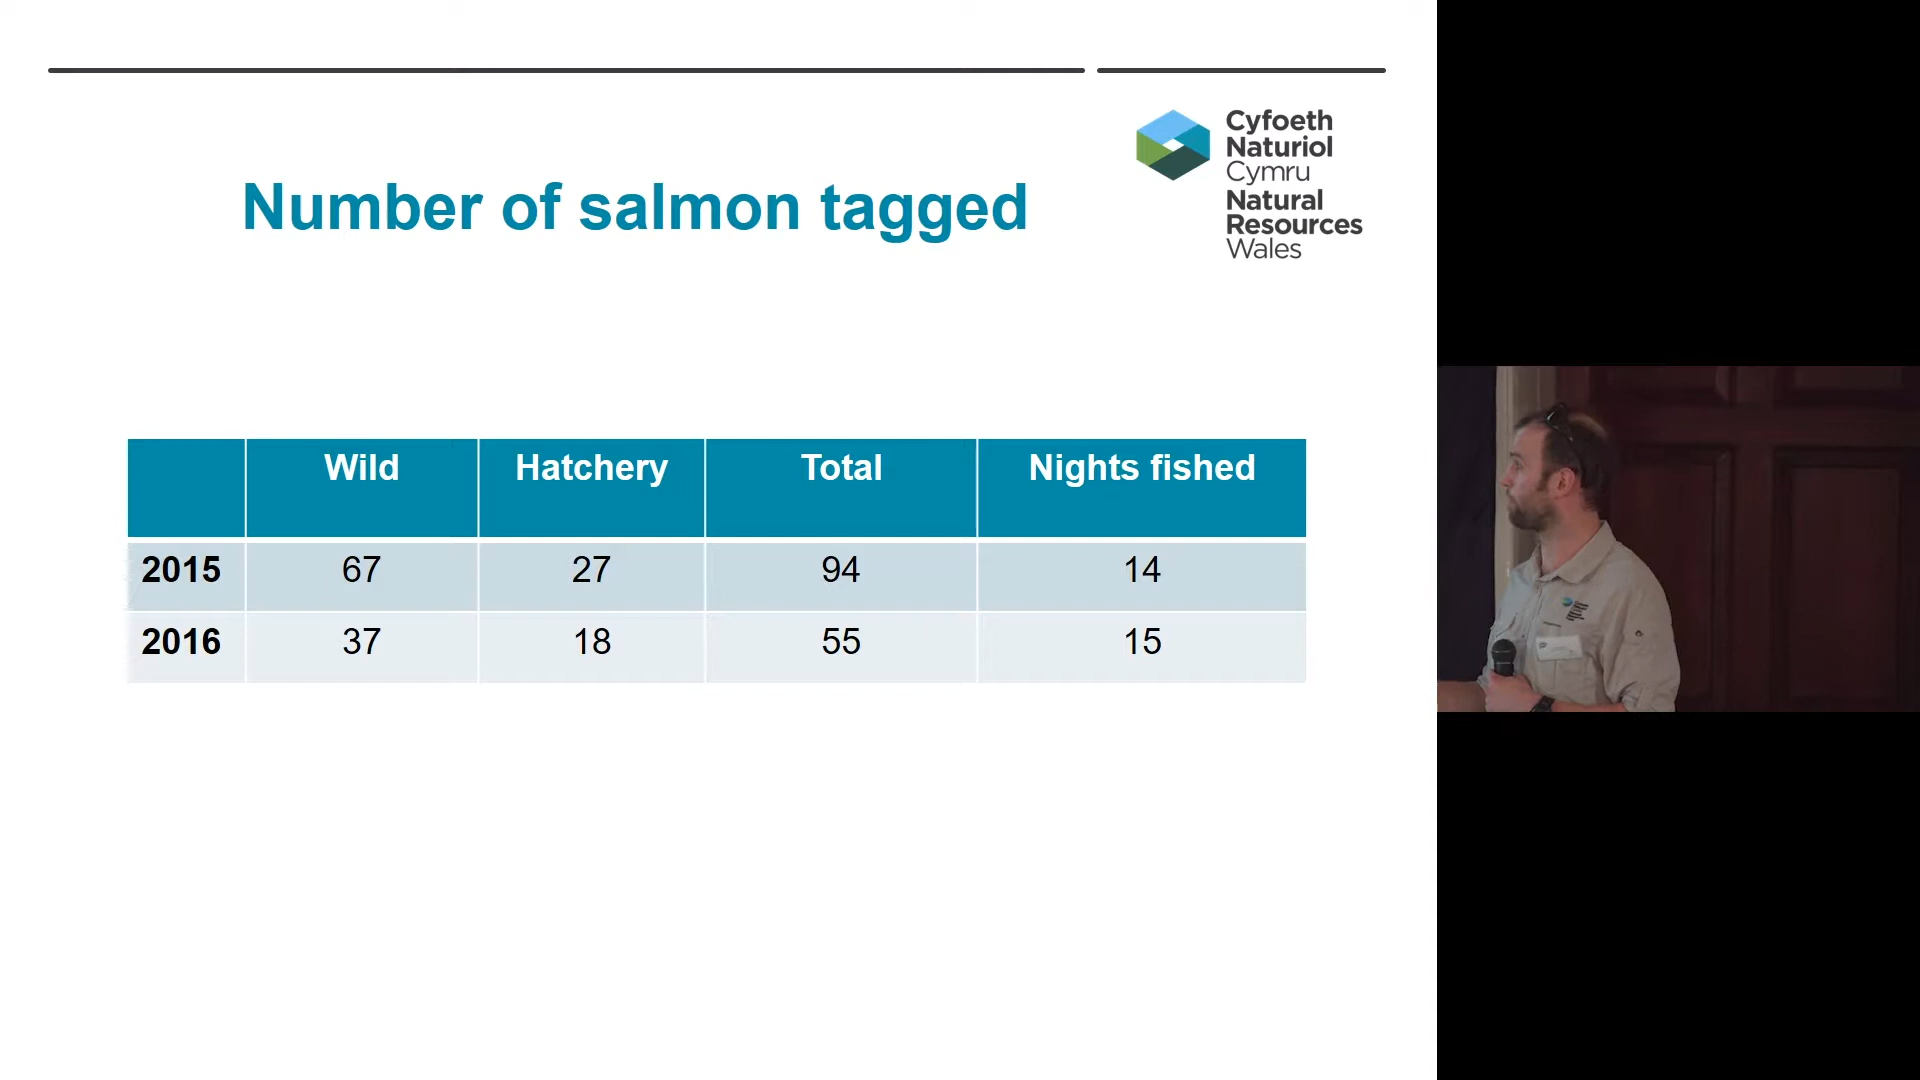 Cyfoeth
Naturiol
Cymru
Natural
Resources
Wales
Number of salmon tagged
Wild Hatchery Total Nights fished
2015 67 27 94 14
2016 37 18 55 15